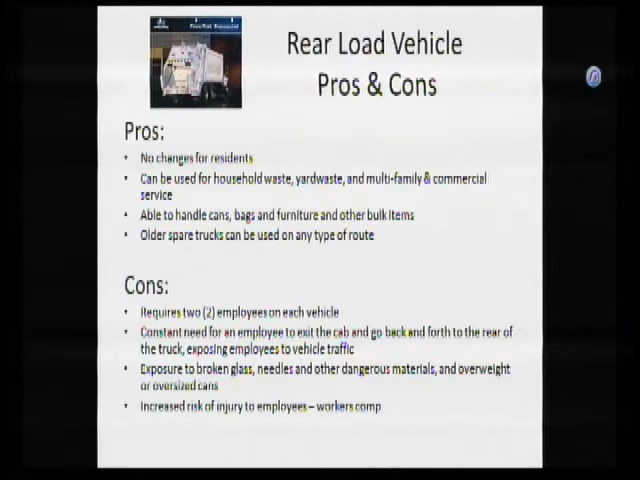 Rear Load Vehicle
Pros & Cons
Pros:
• No changes for residents
• Can be used for household waste, yardwaste, and multi-family & commercial
service
• Able to handle cans, bags and furniture and other bulk items
• Older spare trucks can be used on any type of route
Cons:
• Requires two (2) employees on each vehicle
• Constant need for an employee to exit the cab and go back and forth to the rear of
the truck, exposing employees to vehicle traffic
• Exposure to broken glass, needles and other dangerous materials, and overweight
or oversized cans
• Increased risk of injury to employees – workers comp